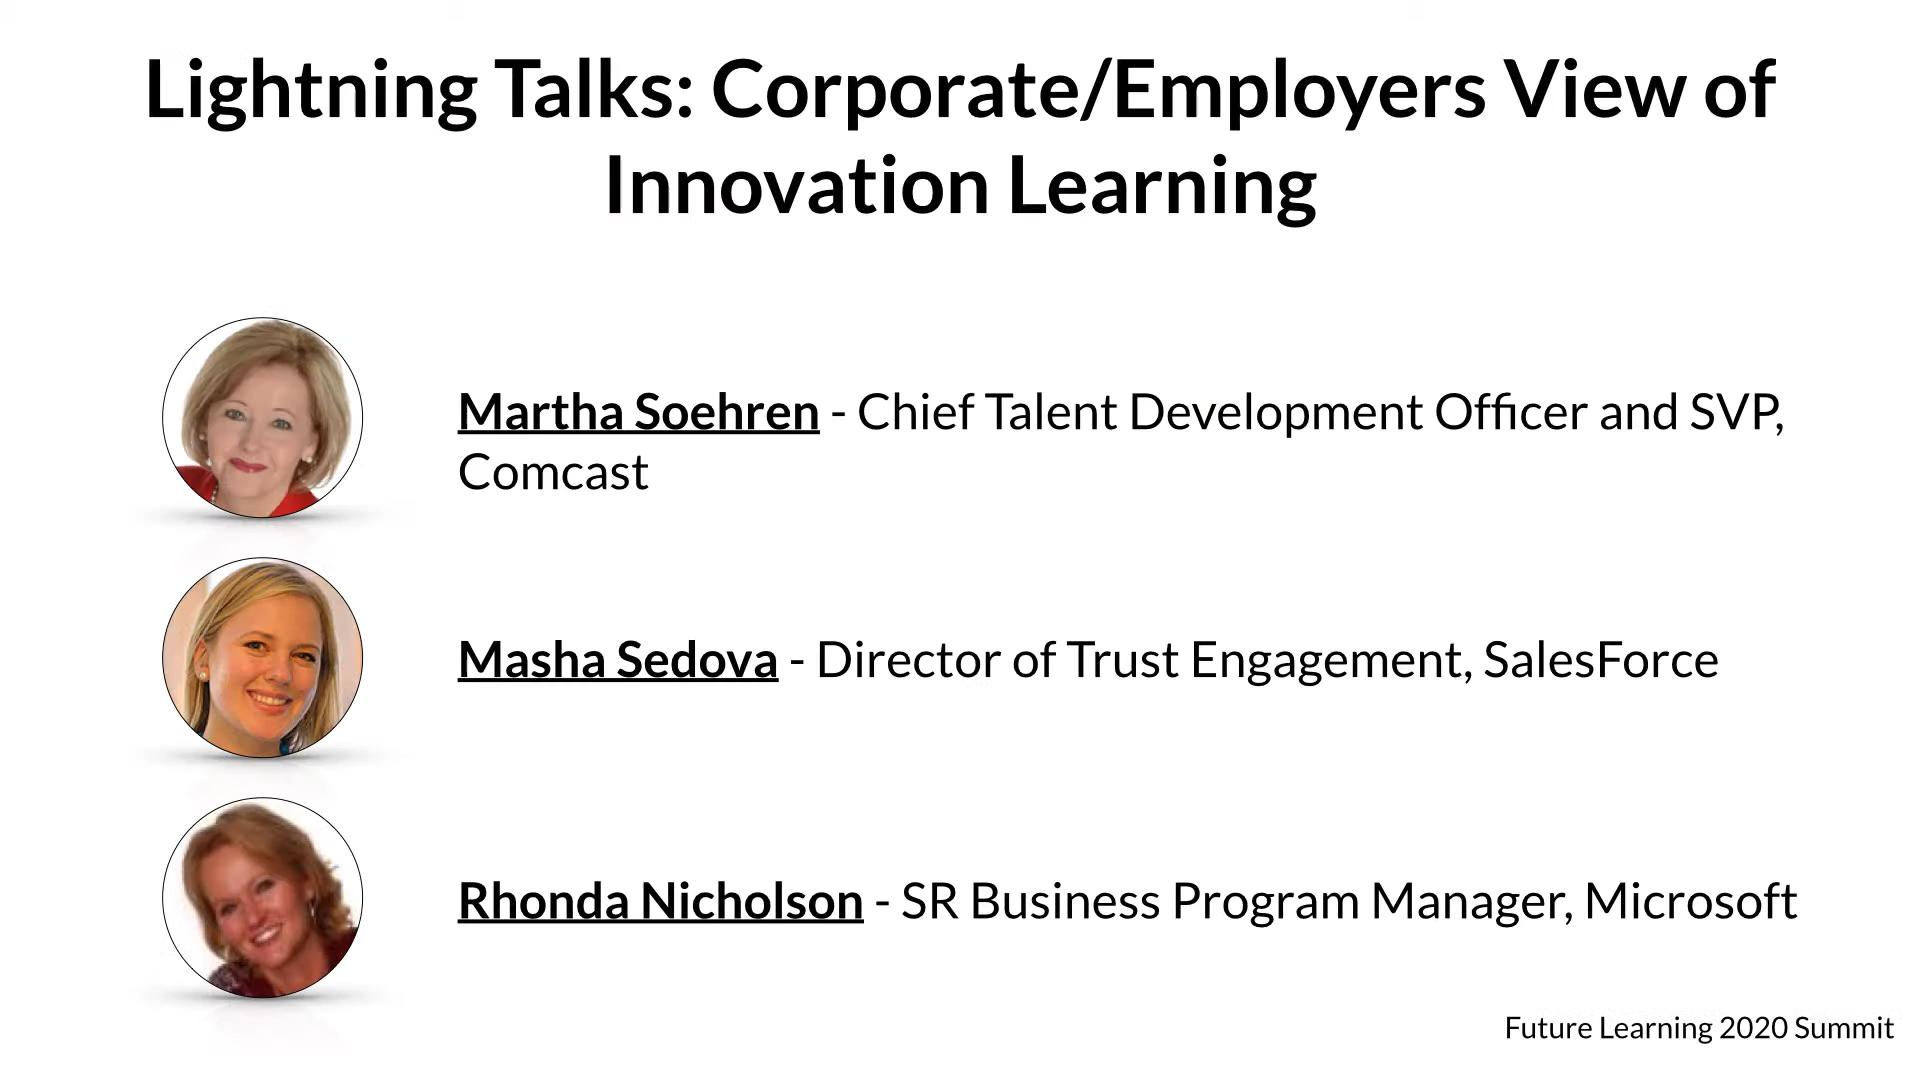 Lightning Talks: Corporate/Employers View of
Innovation Learning
Martha Soehren - Chief Talent Development Officer and SVP,
Comcast
Masha Sedova - Director of Trust Engagement, SalesForce
Rhonda Nicholson - SR Business Program Manager, Microsoft
Future Learning 2020 Summit